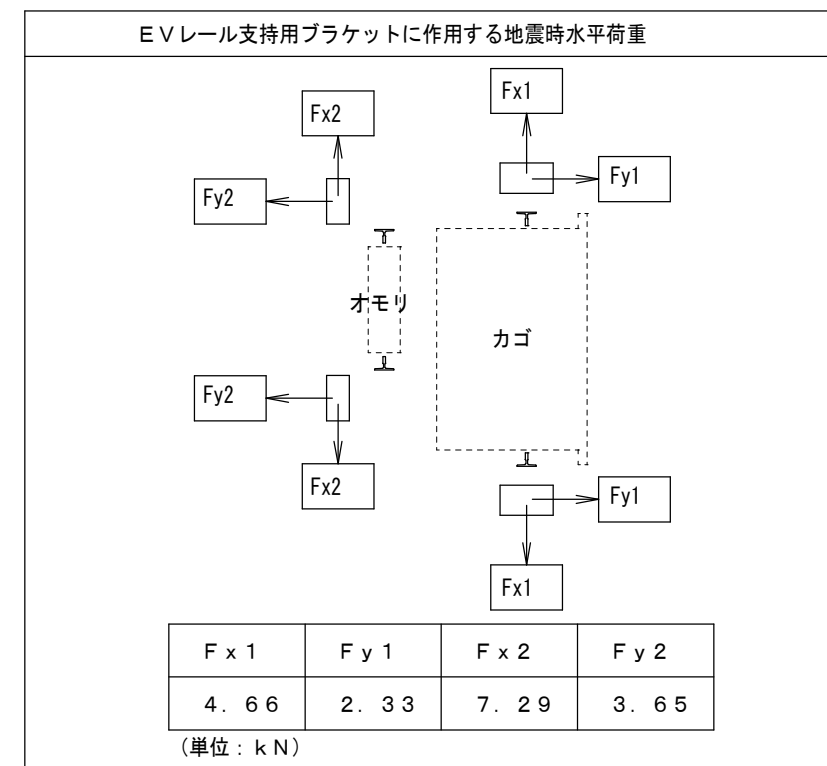 ＥＶレール支持用ブラケットに作用する地震時水平荷重
Fx1
Fx2
Fy1
Fy2
オモリ
カゴ
Fy2
Fx2
Fy1
Fx1
Ｆｘ１ Ｆｙ１ Ｆｘ２ Ｆｙ２
４．６６ ２．３３ ７．２９ ３．６５
（単位：ｋＮ）